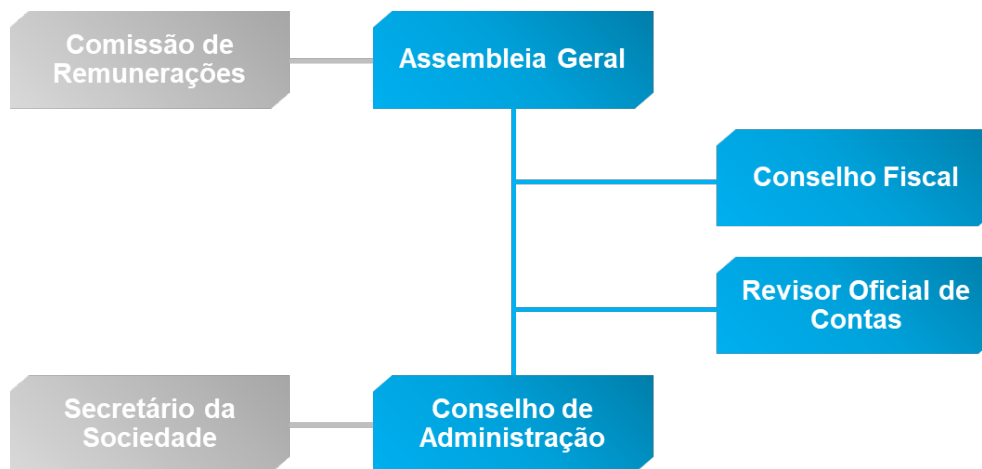 Comissão de
Remunerações
Assembleia Geral
Conselho Fiscal
Revisor Oficial de
Contas
Secretário da
Sociedade
Conselho de
Administração